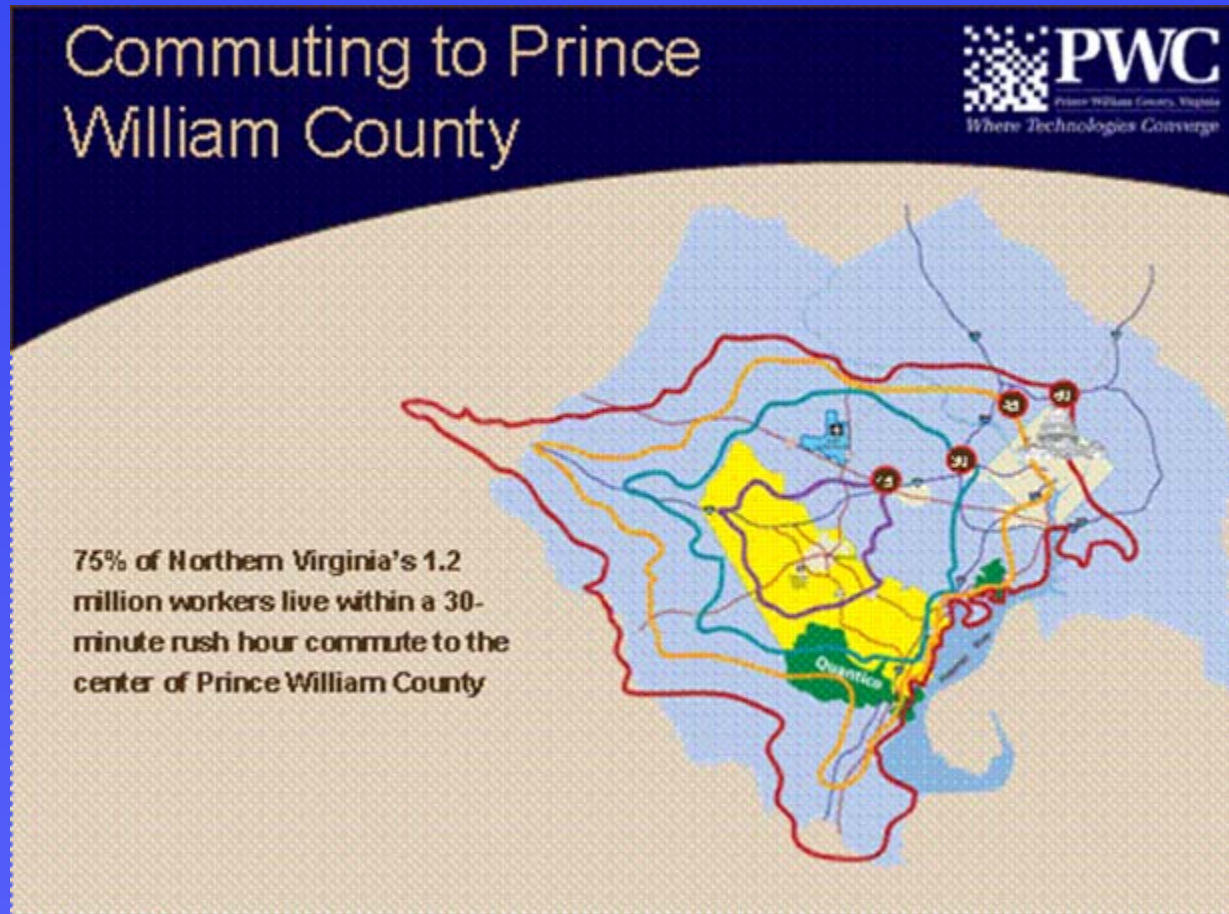 Commuting to Prince
William County
PWC
Prince William County, Virginia
Where Technologies Converge
75% of Northern Virginia's 1.2
million workers live within a 30-
minute rush hour commute to the
center of Prince William County
Quantico